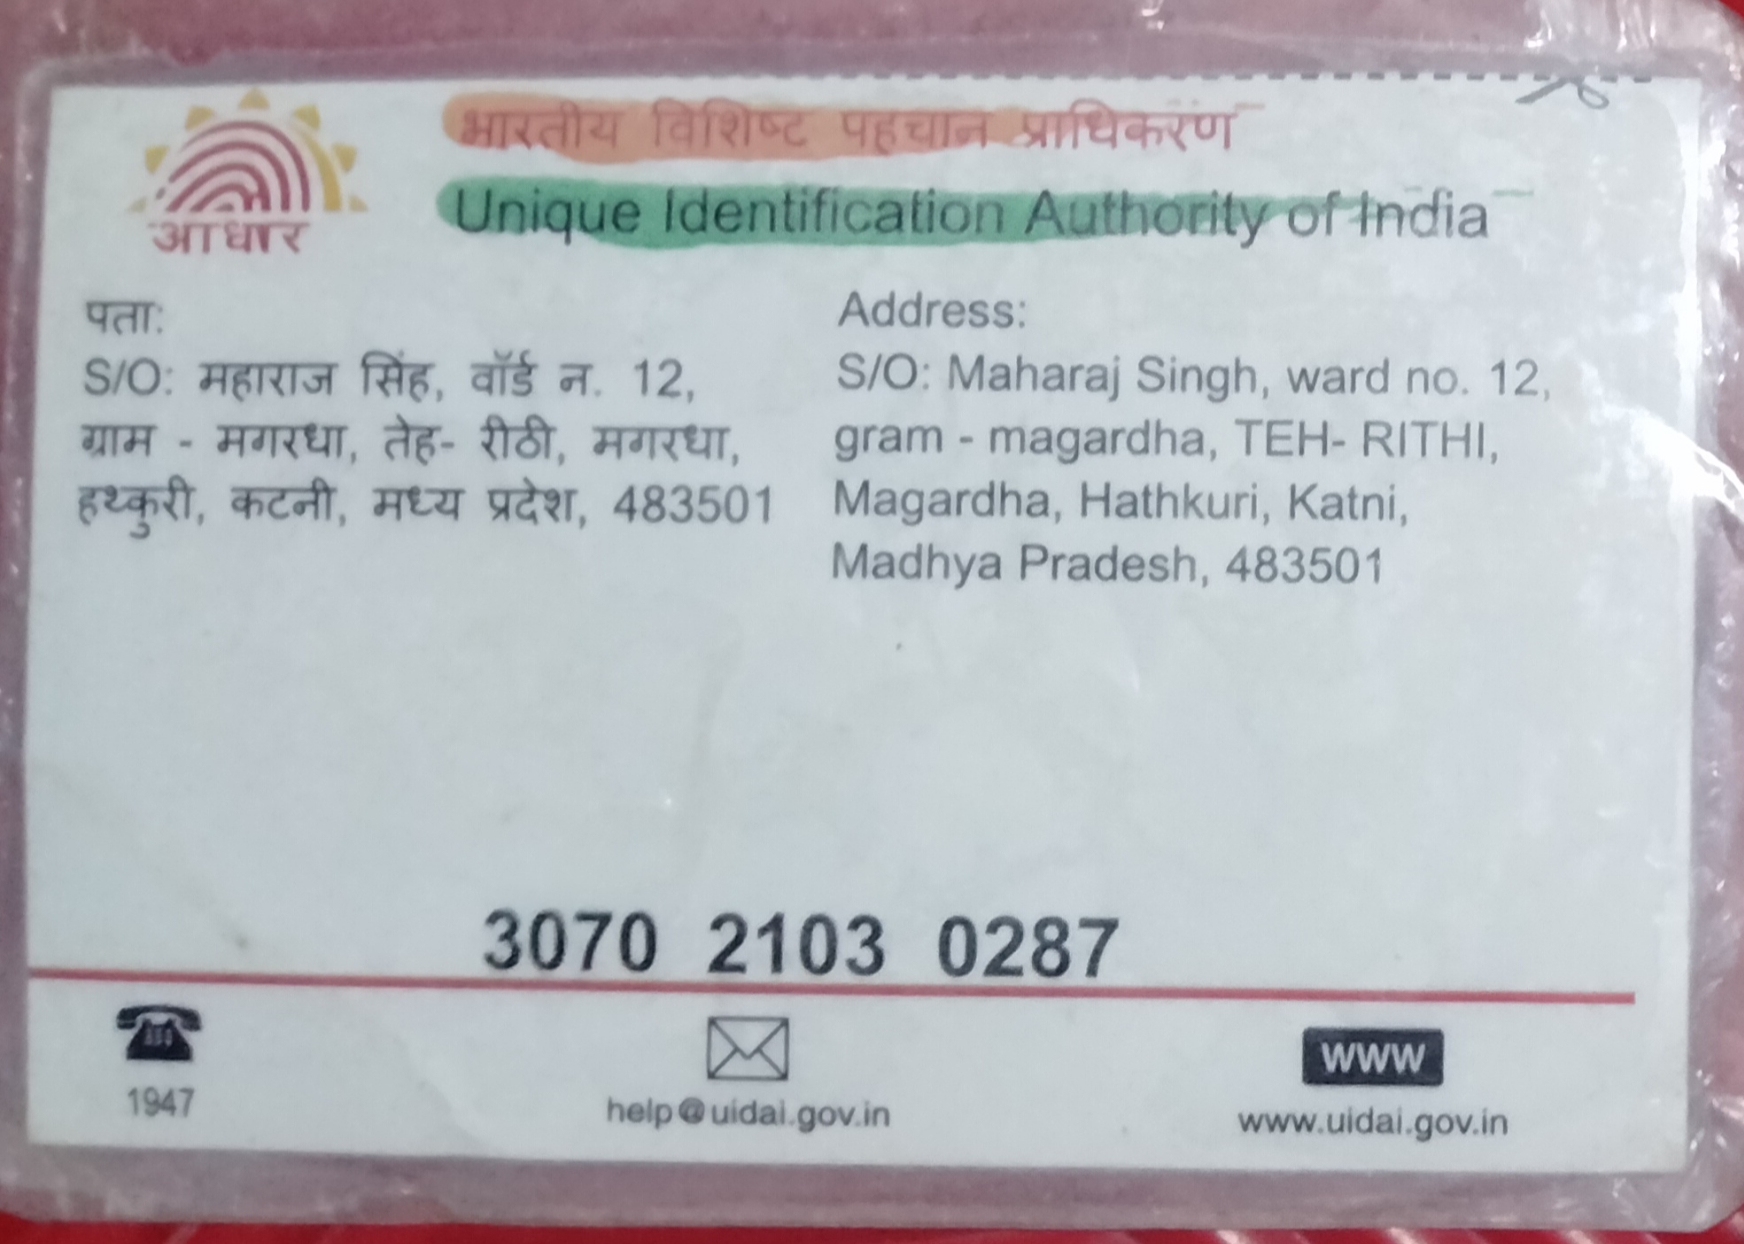 भारतीय विशिष्ट पहचान प्राधिकरण
Unique Identification Authority of India
आधार
पता:
S/O: महाराज सिंह, वॉर्ड न. 12,
ग्राम - मगरधा, तेह- रीठी, मगरधा,
हथ्कुरी, कटनी, मध्य प्रदेश, 483501
Address:
S/O: Maharaj Singh, ward no. 12,
gram - magardha, TEH- RITHI,
Magardha, Hathkuri, Katni,
Madhya Pradesh, 483501
3070 2103 0287
1947
help@uidai.gov.in
www
www.uidai.gov.in